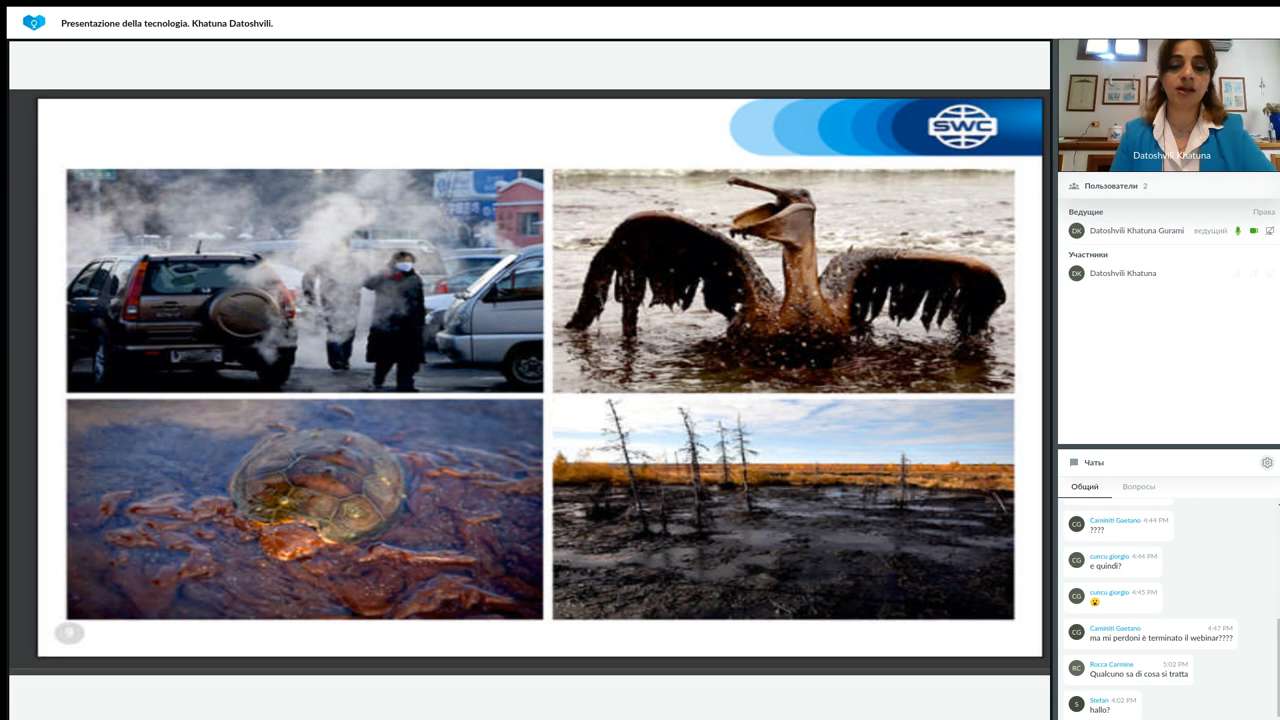 Presentazione della tecnologia. Khatuna Datoshvili.
SWC
9
Datoshvili Khatuna
Пользователи 2
Ведущие Права
DK Datoshvili Khatuna Gurami ведущий
Участники
DK Datoshvili Khatuna
Чаты
Общий Вопросы
CG Caminiti Gaetano 4:44 PM
????
CG cuncu giorgio 4:44 PM
e quindi?
CG cuncu giorgio 4:45 PM
😮
CG Caminiti Gaetano 4:47 PM
ma mi perdoni è terminato il webinar????
RC Rocca Carmine 5:02 PM
Qualcuno sa di cosa si tratta
S Stefan 4:02 PM
hallo?